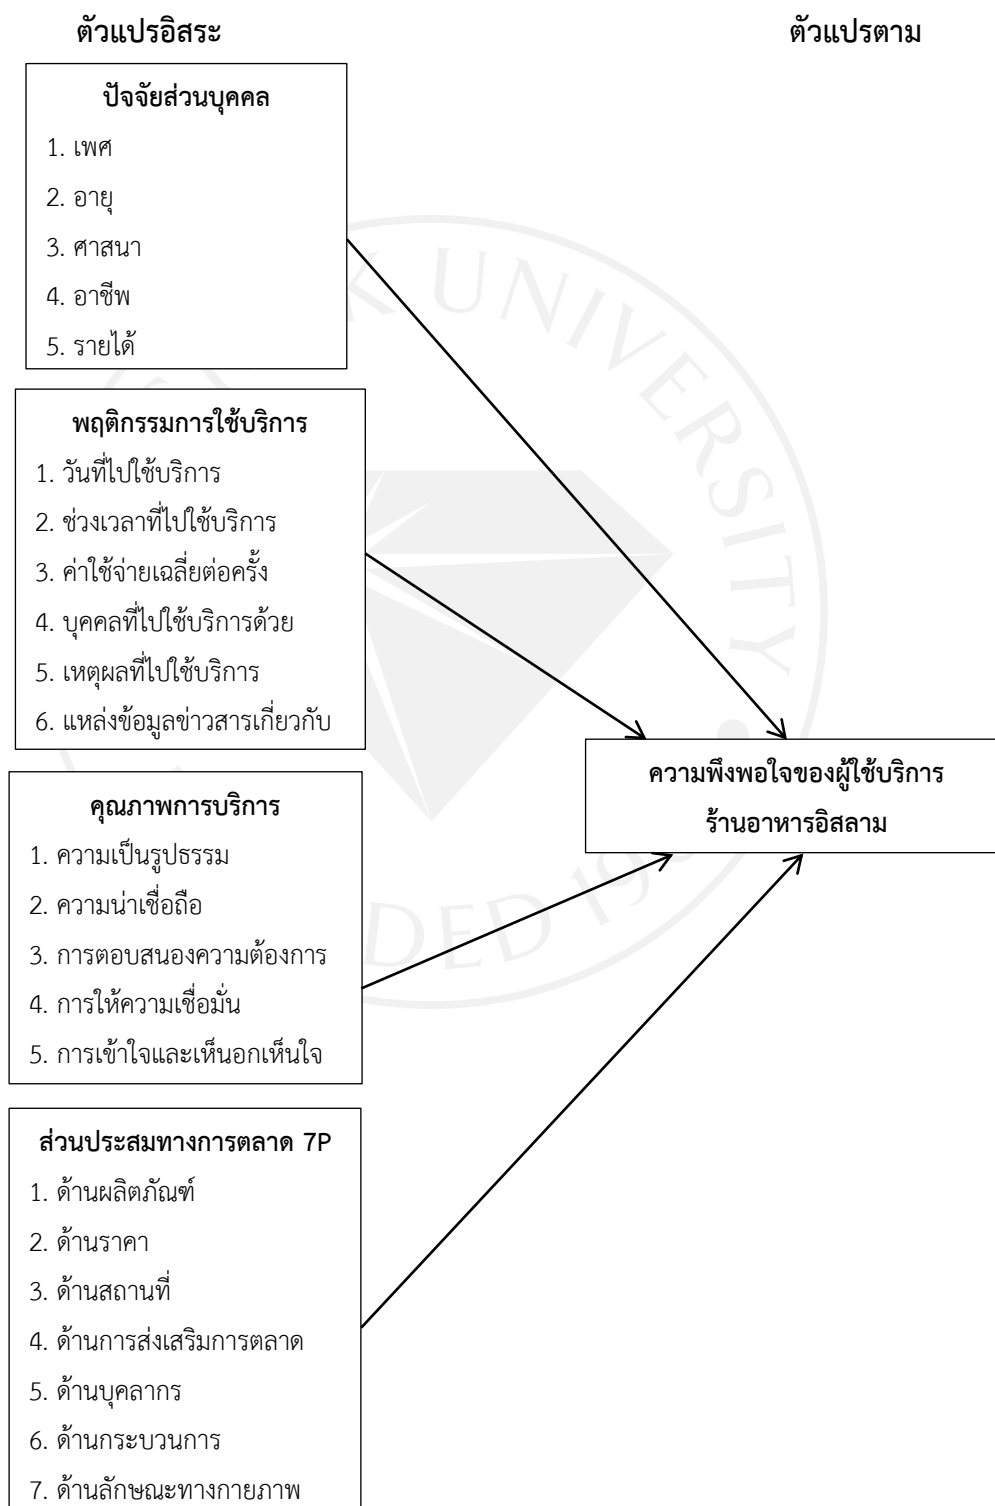 ตัวแปรอิสระ
ตัวแปรตาม
ปัจจัยส่วนบุคคล
1. เพศ
2. อายุ
3. ศาสนา
4. อาชีพ
5. รายได้
พฤติกรรมการใช้บริการ
1. วันที่ไปใช้บริการ
2. ช่วงเวลาที่ไปใช้บริการ
3. ค่าใช้จ่ายเฉลี่ยต่อครั้ง
4. บุคคลที่ไปใช้บริการด้วย
5. เหตุผลที่ไปใช้บริการ
6. แหล่งข้อมูลข่าวสารเกี่ยวกับ
คุณภาพการบริการ
1. ความเป็นรูปธรรม
2. ความน่าเชื่อถือ
3. การตอบสนองความต้องการ
4. การให้ความเชื่อมั่น
5. การเข้าใจและเห็นอกเห็นใจ
ส่วนประสมทางการตลาด 7P
1. ด้านผลิตภัณฑ์
2. ด้านราคา
3. ด้านสถานที่
4. ด้านการส่งเสริมการตลาด
5. ด้านบุคลากร
6. ด้านกระบวนการ
7. ด้านลักษณะทางกายภาพ
ความพึงพอใจของผู้ใช้บริการ
ร้านอาหารอิสลาม
UNIVERSITY